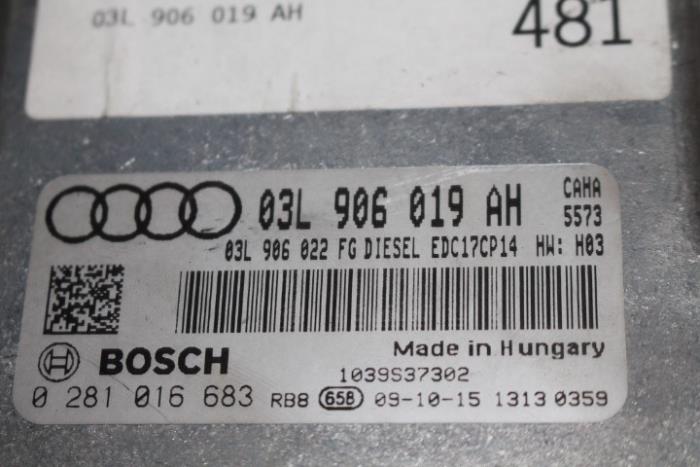 03L 906 019 AH
481
03L 906 019 AH
CAHA
5573
03L 906 022 FG DIESEL EDC17CP14 HW: H03
BOSCH
Made in Hungary
1039S37302
0 281 016 683 RB8 658 09-10-15 1313 0359